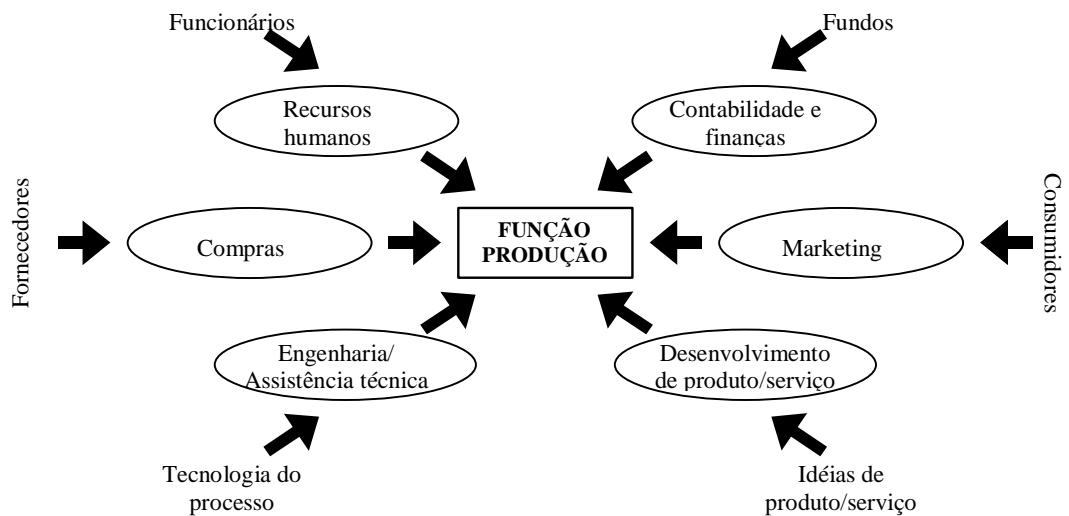 Funcionários
Fundos
Recursos
humanos
Contabilidade e
finanças
Fornecedores
Compras
FUNÇÃO
PRODUÇÃO
Marketing
Consumidores
Engenharia/
Assistência técnica
Desenvolvimento
de produto/serviço
Tecnologia do
processo
Idéias de
produto/serviço